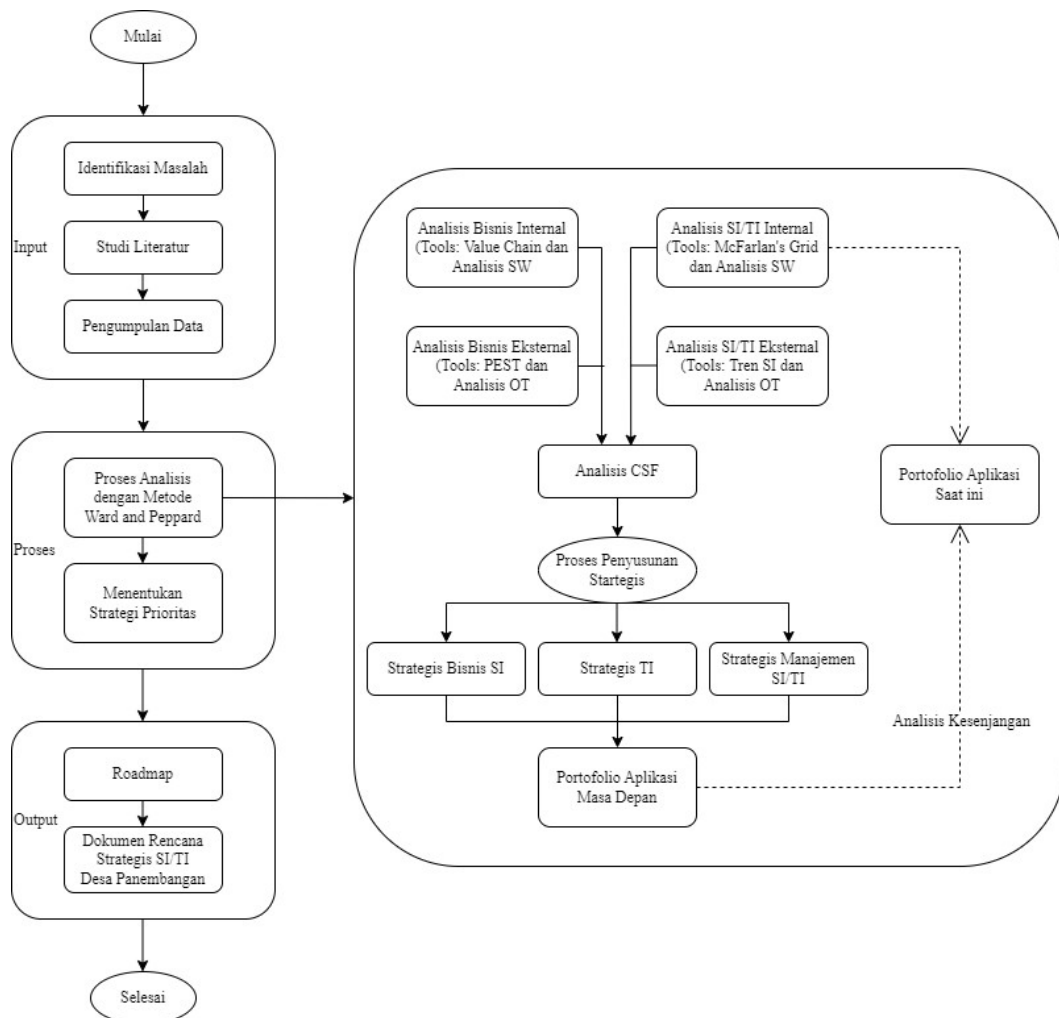 Mulai
Input
Identifikasi Masalah
Studi Literatur
Pengumpulan Data
Proses
Proses Analisis
dengan Metode
Ward and Peppard
Menentukan
Strategi Prioritas
Output
Roadmap
Dokumen Rencana
Strategis SI/TI
Desa Panembangan
Selesai
Analisis Bisnis Internal
(Tools: Value Chain dan
Analisis SW
Analisis SI/TI Internal
(Tools: McFarlan's Grid
dan Analisis SW
Analisis Bisnis Eksternal
(Tools: PEST dan
Analisis OT
Analisis SI/TI Eksternal
(Tools: Tren SI dan
Analisis OT
Analisis CSF
Portofolio Aplikasi
Saat ini
Proses Penyusunan
Startegis
Strategis Bisnis SI
Strategis TI
Strategis Manajemen
SI/TI
Analisis Kesenjangan
Portofolio Aplikasi
Masa Depan